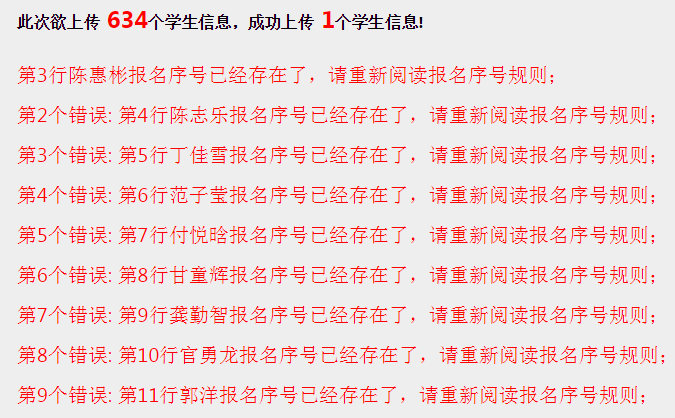 此次欲上传 634个学生信息，成功上传 1个学生信息!
第3行陈惠彬报名序号已经存在了，请重新阅读报名序号规则；
第2个错误: 第4行陈志乐报名序号已经存在了，请重新阅读报名序号规则；
第3个错误: 第5行丁佳雪报名序号已经存在了，请重新阅读报名序号规则；
第4个错误: 第6行范子莹报名序号已经存在了，请重新阅读报名序号规则；
第5个错误: 第7行付悦晗报名序号已经存在了，请重新阅读报名序号规则；
第6个错误: 第8行甘童辉报名序号已经存在了，请重新阅读报名序号规则；
第7个错误: 第9行龚勤智报名序号已经存在了，请重新阅读报名序号规则；
第8个错误: 第10行官勇龙报名序号已经存在了，请重新阅读报名序号规则；
第9个错误: 第11行郭洋报名序号已经存在了，请重新阅读报名序号规则；